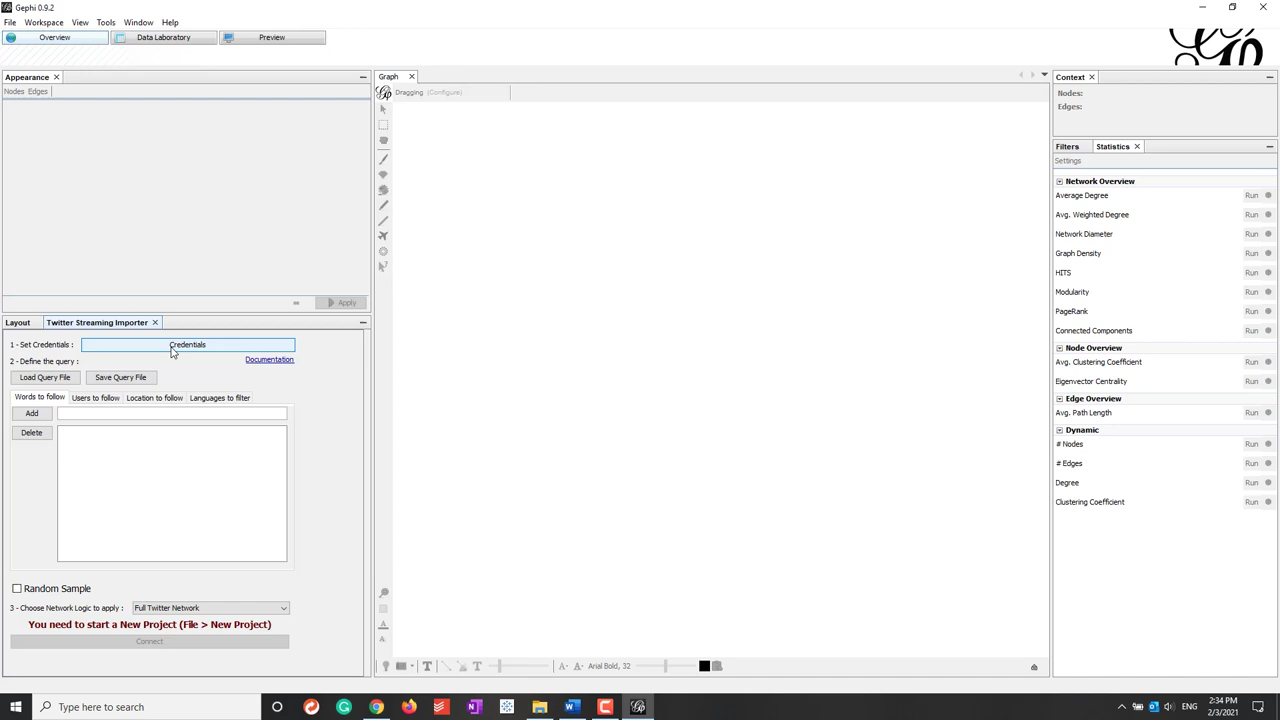 Gephi 0.9.2
File Workspace View Tools Window Help
Overview Data Laboratory Preview
Appearance
Nodes Edges
Apply
Layout Twitter Streaming Importer
1 - Set Credentials : Credentials
2 - Define the query : Documentation
Load Query File Save Query File
Words to follow Users to follow Location to follow Languages to filter
Add
Delete
Random Sample
3 - Choose Network Logic to apply : Full Twitter Network
You need to start a New Project (File > New Project)
Connect
Graph
Dragging (Configure)
Arial Bold, 32
Context
Nodes:
Edges:
Filters Statistics
Settings
Network Overview
Average Degree Run
Avg. Weighted Degree Run
Network Diameter Run
Graph Density Run
HITS Run
Modularity Run
PageRank Run
Connected Components Run
Node Overview
Avg. Clustering Coefficient Run
Eigenvector Centrality Run
Edge Overview
Avg. Path Length Run
Dynamic
# Nodes Run
# Edges Run
Degree Run
Clustering Coefficient Run
Type here to search
ENG
2:34 PM
2/3/2021